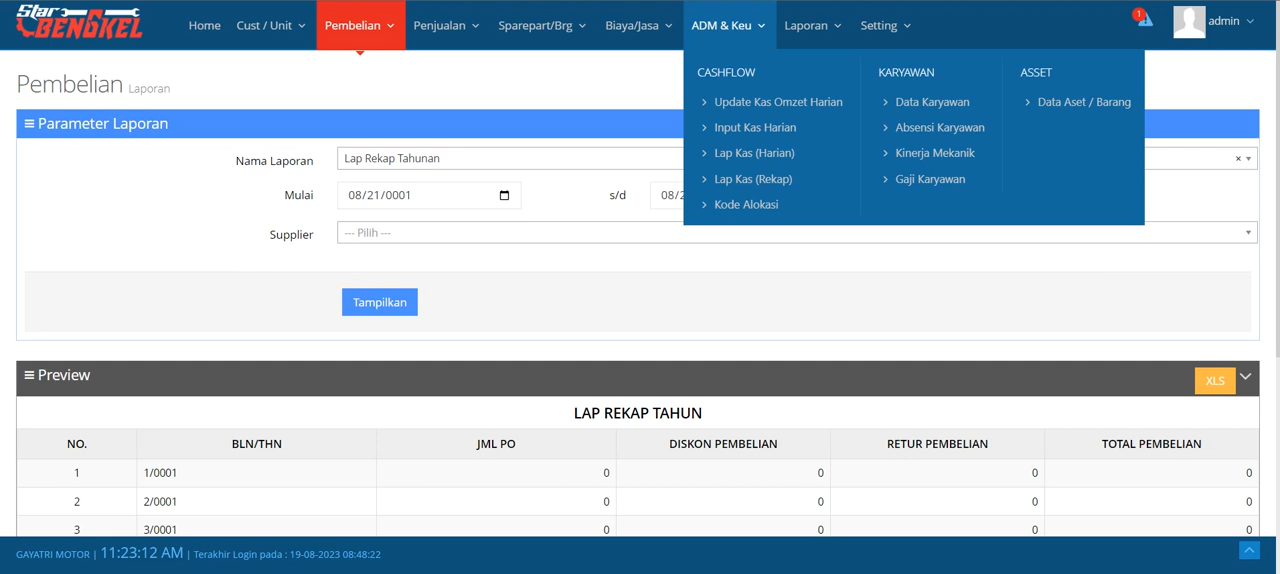 Star BENGKEL
Home Cust / Unit Pembelian Penjualan Sparepart/Brg Biaya/Jasa ADM & Keu Laporan Setting 1 admin
CASHFLOW KARYAWAN ASSET
Update Kas Omzet Harian Data Karyawan Data Aset / Barang
Input Kas Harian Absensi Karyawan
Lap Kas (Harian) Kinerja Mekanik
Lap Kas (Rekap) Gaji Karyawan
Kode Alokasi
Pembelian Laporan
Parameter Laporan
Nama Laporan Lap Rekap Tahunan × 
Mulai 08/21/0001 s/d 08/2
Supplier --- Pilih ---
Tampilkan
Preview XLS
LAP REKAP TAHUN
NO. BLN/THN JML PO DISKON PEMBELIAN RETUR PEMBELIAN TOTAL PEMBELIAN
1 1/0001 0 0 0 0
2 2/0001 0 0 0 0
3 3/0001 0 0 0 0
GAYATRI MOTOR | 11:23:12 AM | Terakhir Login pada : 19-08-2023 08:48:22